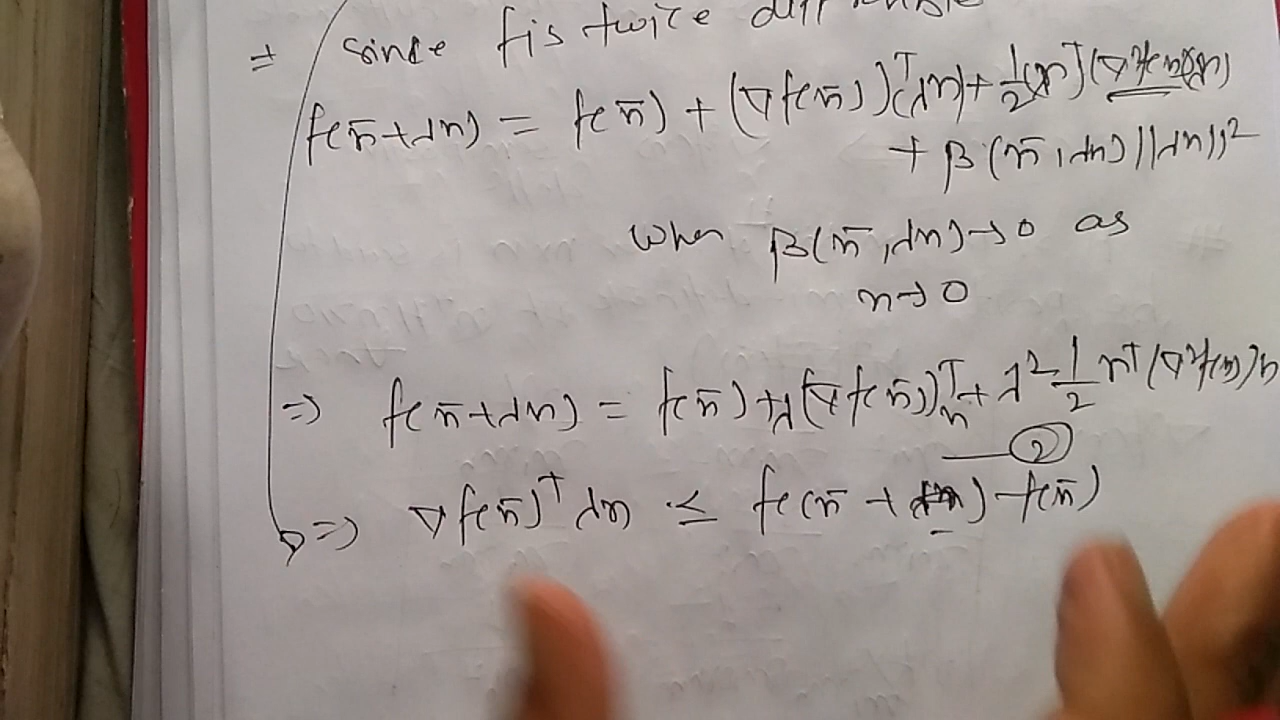 ⇒ since f is twice
f(x̄+λx) = f(x̄) + (∇f(x̄))ᵀ(λx) + 1/2 (λx)ᵀ(∇²f(x̄))(λx)
+ β(x̄, λx) ||λx||²
when β(x̄, λx) → 0 as
x → 0
⇒ f(x̄+λx) = f(x̄) + λ(∇f(x̄))ᵀx + λ² 1/2 xᵀ(∇²f(x̄))x
2
⇒ ∇f(x̄)ᵀ λx ≤ f(x̄ + λx) - f(x̄)